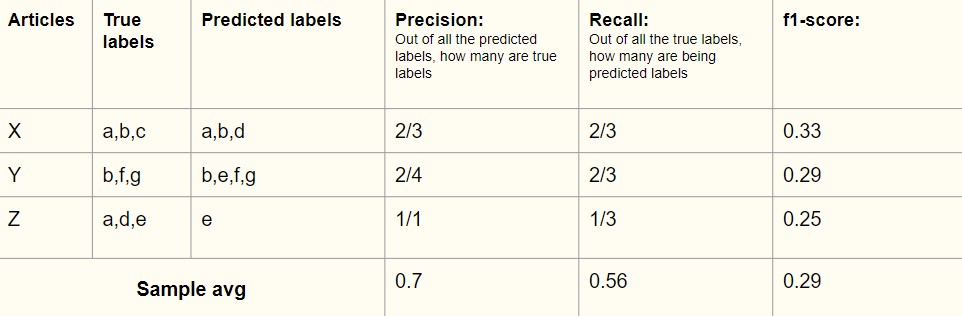 Articles
True
labels
Predicted labels
Precision:
Out of all the predicted
labels, how many are true
labels
Recall:
Out of all the true labels,
how many are being
predicted labels
f1-score:
X a,b,c a,b,d 2/3 2/3 0.33
Y b,f,g b,e,f,g 2/4 2/3 0.29
Z a,d,e e 1/1 1/3 0.25
Sample avg 0.7 0.56 0.29